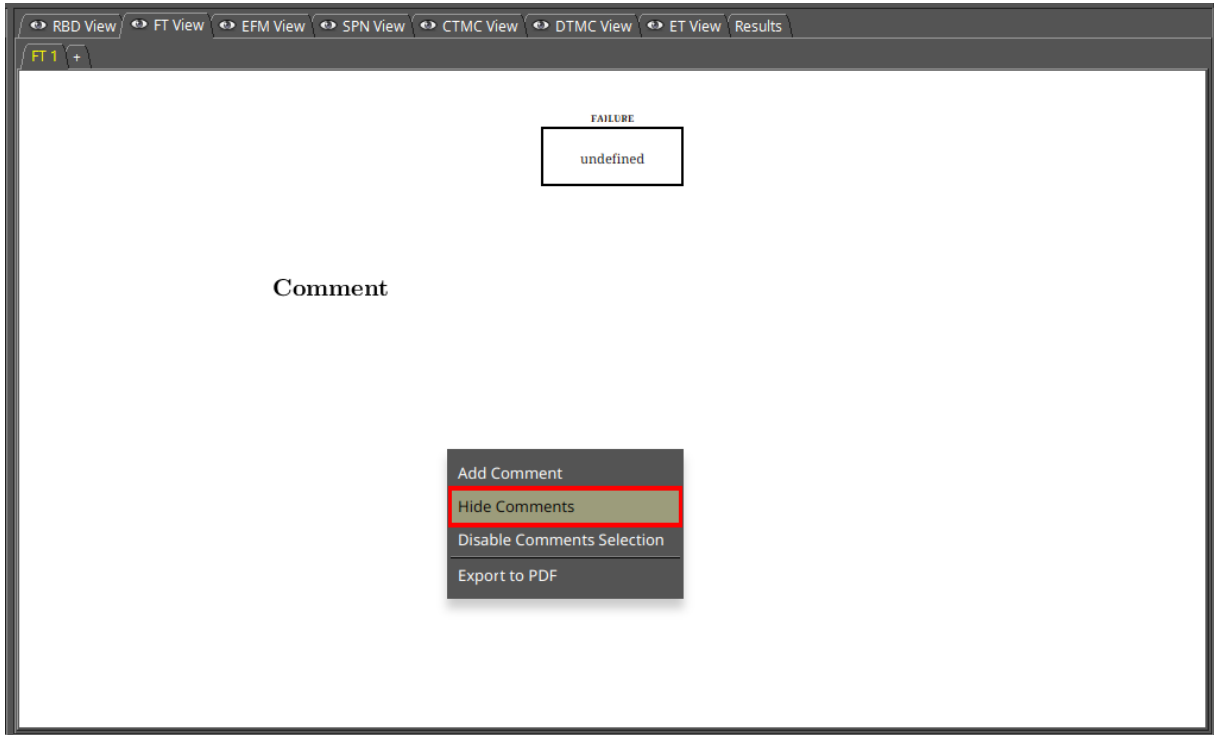 RBD View FT View EFM View SPN View CTMC View DTMC View ET View Results
FT 1 +
FAILURE
undefined
Comment
Add Comment
Hide Comments
Disable Comments Selection
Export to PDF